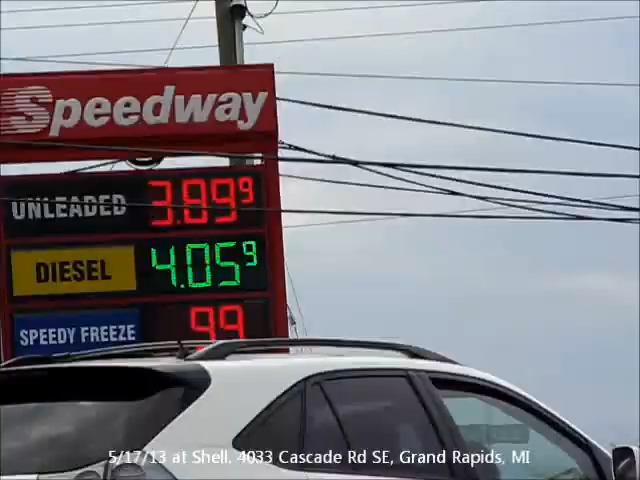 Speedway
UNLEADED 3.89 9
DIESEL 4.05 9
SPEEDY FREEZE 99
5/17/13 at Shell, 4033 Cascade Rd SE, Grand Rapids, MI